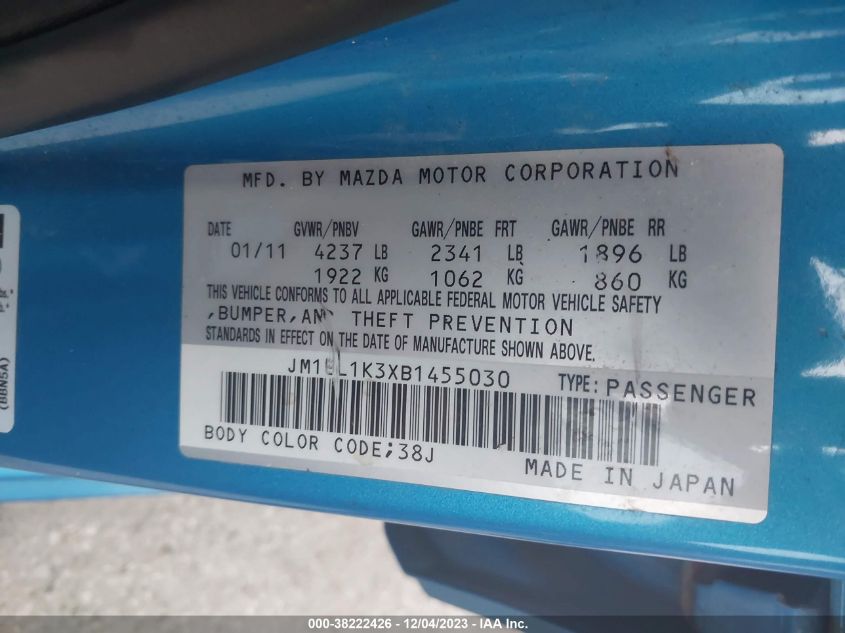 MFD. BY MAZDA MOTOR CORPORATION
DATE GVWR/PNBV GAWR/PNBE FRT GAWR/PNBE RR
01/11 4237 LB 2341 LB 1896 LB
1922 KG 1062 KG 860 KG
THIS VEHICLE CONFORMS TO ALL APPLICABLE FEDERAL MOTOR VEHICLE SAFETY
,BUMPER,AND THEFT PREVENTION
STANDARDS IN EFFECT ON THE DATE OF MANUFACTURE SHOWN ABOVE.
JM1BL1K3XB1455030 TYPE: PASSENGER
BODY COLOR CODE;38J
MADE IN JAPAN
(BBN5A)
000-38222426 - 12/04/2023 - IAA Inc.